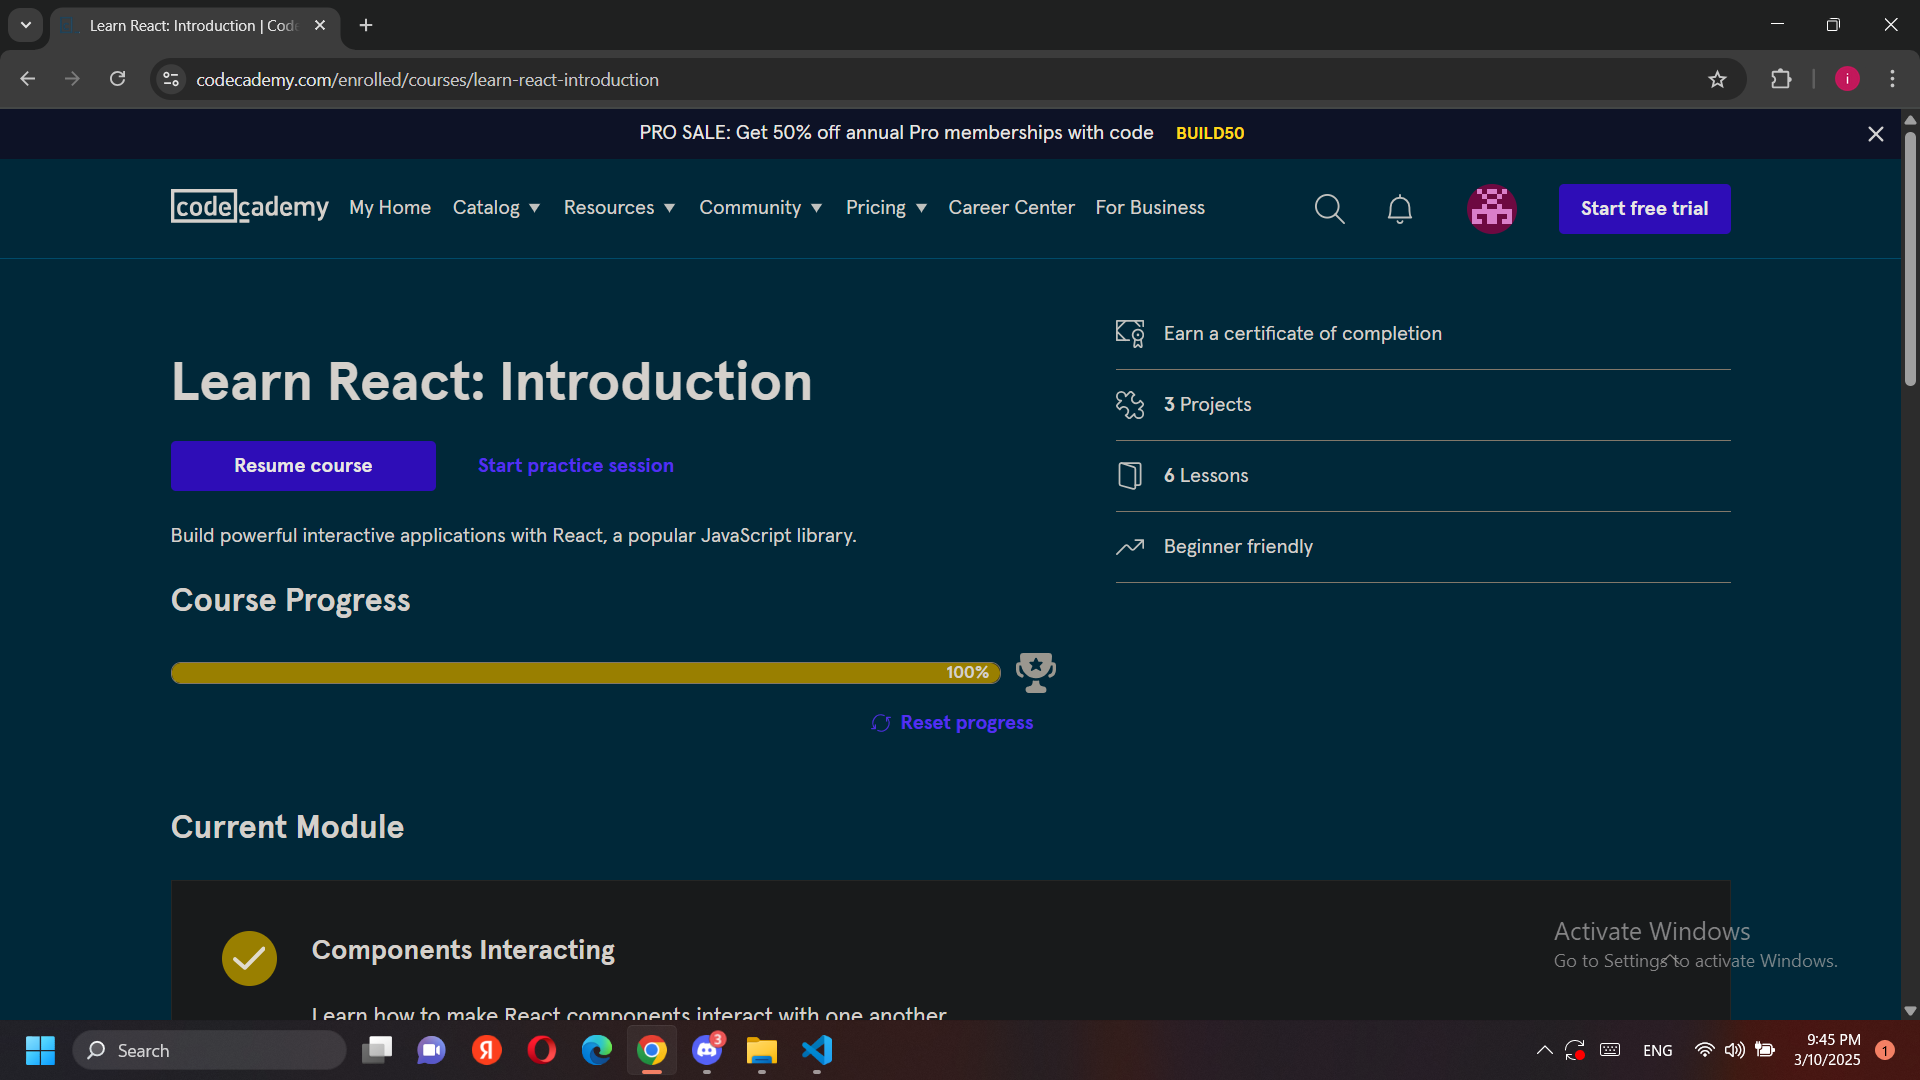 Learn React: Introduction | Code
codecademy.com/enrolled/courses/learn-react-introduction
i
PRO SALE: Get 50% off annual Pro memberships with code BUILD50
codecademy My Home Catalog Resources Community Pricing Career Center For Business Start free trial
Learn React: Introduction
Resume course Start practice session
Build powerful interactive applications with React, a popular JavaScript library.
Course Progress
100%
Reset progress
Earn a certificate of completion
3 Projects
6 Lessons
Beginner friendly
Current Module
Components Interacting
Learn how to make React components interact with one another
Activate Windows
Go to Settings to activate Windows.
Search
Я
3
ENG
9:45 PM
3/10/2025
1